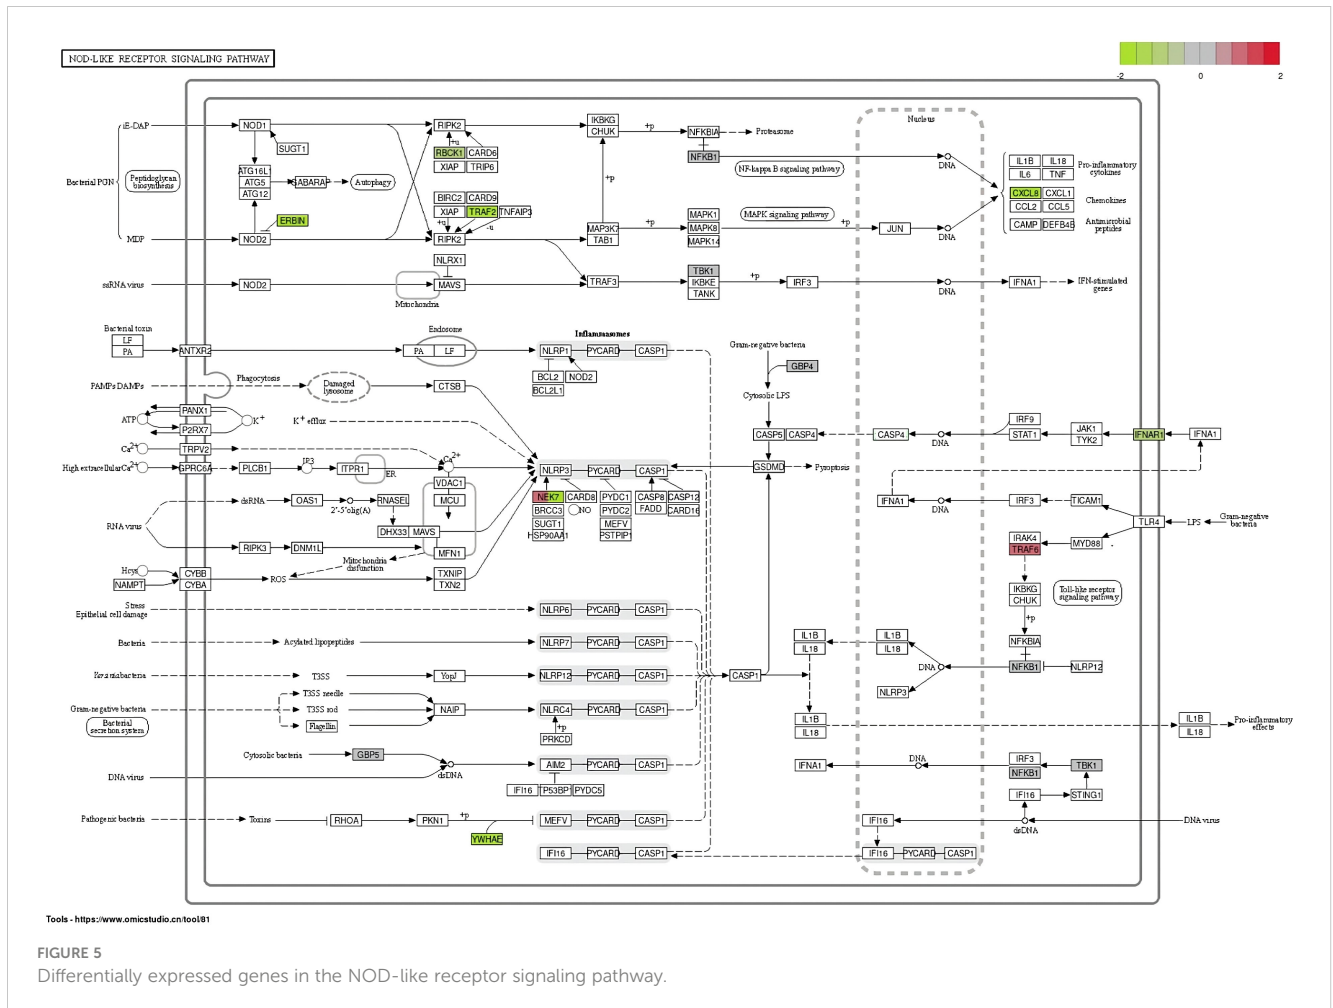 NOD-LIKE RECEPTOR SIGNALING PATHWAY
-2 0 2
Nucleus
iE-DAP
NOD1
SUGT1
RIPK2
+u
RBCK1 CARD6
XIAP TRIP6
IKBKG
CHUK
+p
NFKBIA
Proteasome
NFKB1
NF-kappa B signaling pathway
DNA
IL1B IL18
IL6 TNF
Pro-inflammatory
cytokines
CXCL8 CXCL1
CCL2 CCL5
Chemokines
CAMP DEFB4B
Antimicrobial
peptides
Bacterial PGN
Peptidoglycan
biosynthesis
ATG16L1
ATG5
ATG12
GABARAP
Autophagy
ERBIN
BIRC2 CARD9
XIAP TRAF2 TNFAIP3
+u
-u
+p
MDP
NOD2
RIPK2
MAP3K7
TAB1
+p
MAPK1
MAPK8
MAPK14
MAPK signaling pathway
+p
JUN
DNA
NLRX1
ssRNA virus
NOD2
MAVS
Mitochondria
TRAF3
TBK1
IKBKE
TANK
+p
IRF3
DNA
IFNA1
IFN-stimulated
genes
Bacterial toxin
LF
PA
ANTXR2
Endosome
PA LF
Inflammasomes
NLRP1 PYCARD CASP1
BCL2 NOD2
BCL2L1
Gram-negative bacteria
GBP4
Cytosolic LPS
PAMPs DAMPs
Phagocytosis
Damaged
lysosome
CTSB
PANX1
ATP
K+
P2RX7
K+ efflux
Ca2+
TRPV2
High extracellularCa2+
GPRC6A
PLCB1
IP3
ITPR1
ER
Ca2+
VDAC1
MCU
NLRP3 PYCARD CASP1
NEK7 CARD8 PYDC1 CASP8 CASP12
BRCC3 NO PYDC2 FADD CARD16
SUGT1 MEFV
HSP90AA1 PSTPIP1
CASP5 CASP4
CASP4
DNA
IRF9
STAT1
JAK1
TYK2
IFNAR1
IFNA1
GSDMD
Pyroptosis
IFNA1
DNA
IRF3
TICAM1
TLR4
LPS
Gram-negative
bacteria
IRAK4
TRAF6
MYD88
RNA virus
dsRNA
OAS1
2'-5'olig(A)
RNASEL
DHX33 MAVS
RIPK3
DNM1L
MFN1
Mitochondria
disfunction
Hcys
NAMPT
CYBB
CYBA
ROS
TXNIP
TXN2
IKBKG
CHUK
Toll-like receptor
signaling pathway
+p
NFKBIA
NFKB1
NLRP12
Stress
Epithelial cell damage
NLRP6 PYCARD CASP1
Bacteria
Acylated lipopeptides
NLRP7 PYCARD CASP1
IL1B
IL18
IL1B
IL18
DNA
NLRP3
Yersiniabacteria
T3SS
YopJ
NLRP12 PYCARD CASP1
CASP1
Gram-negative bacteria
T3SS needle
T3SS rod
Flagellin
NAIP
NLRC4 PYCARD CASP1
+p
PRKCD
Bacterial
secretion system
IL1B
IL18
IL1B
IL18
Pro-inflammatory
effects
Cytosolic bacteria
GBP5
dsDNA
DNA virus
AIM2 PYCARD CASP1
IFI16 TP53BP1 PYDC5
IFNA1
DNA
IRF3
NFKB1
TBK1
IFI16
STING1
dsDNA
DNA virus
Pathogenic bacteria
Toxins
RHOA
PKN1
+p
YWHAE
MEFV PYCARD CASP1
IFI16
IFI16 PYCARD CASP1
IFI16 PYCARD CASP1
Tools - https://www.omicstudio.cn/tool/81
FIGURE 5
Differentially expressed genes in the NOD-like receptor signaling pathway.